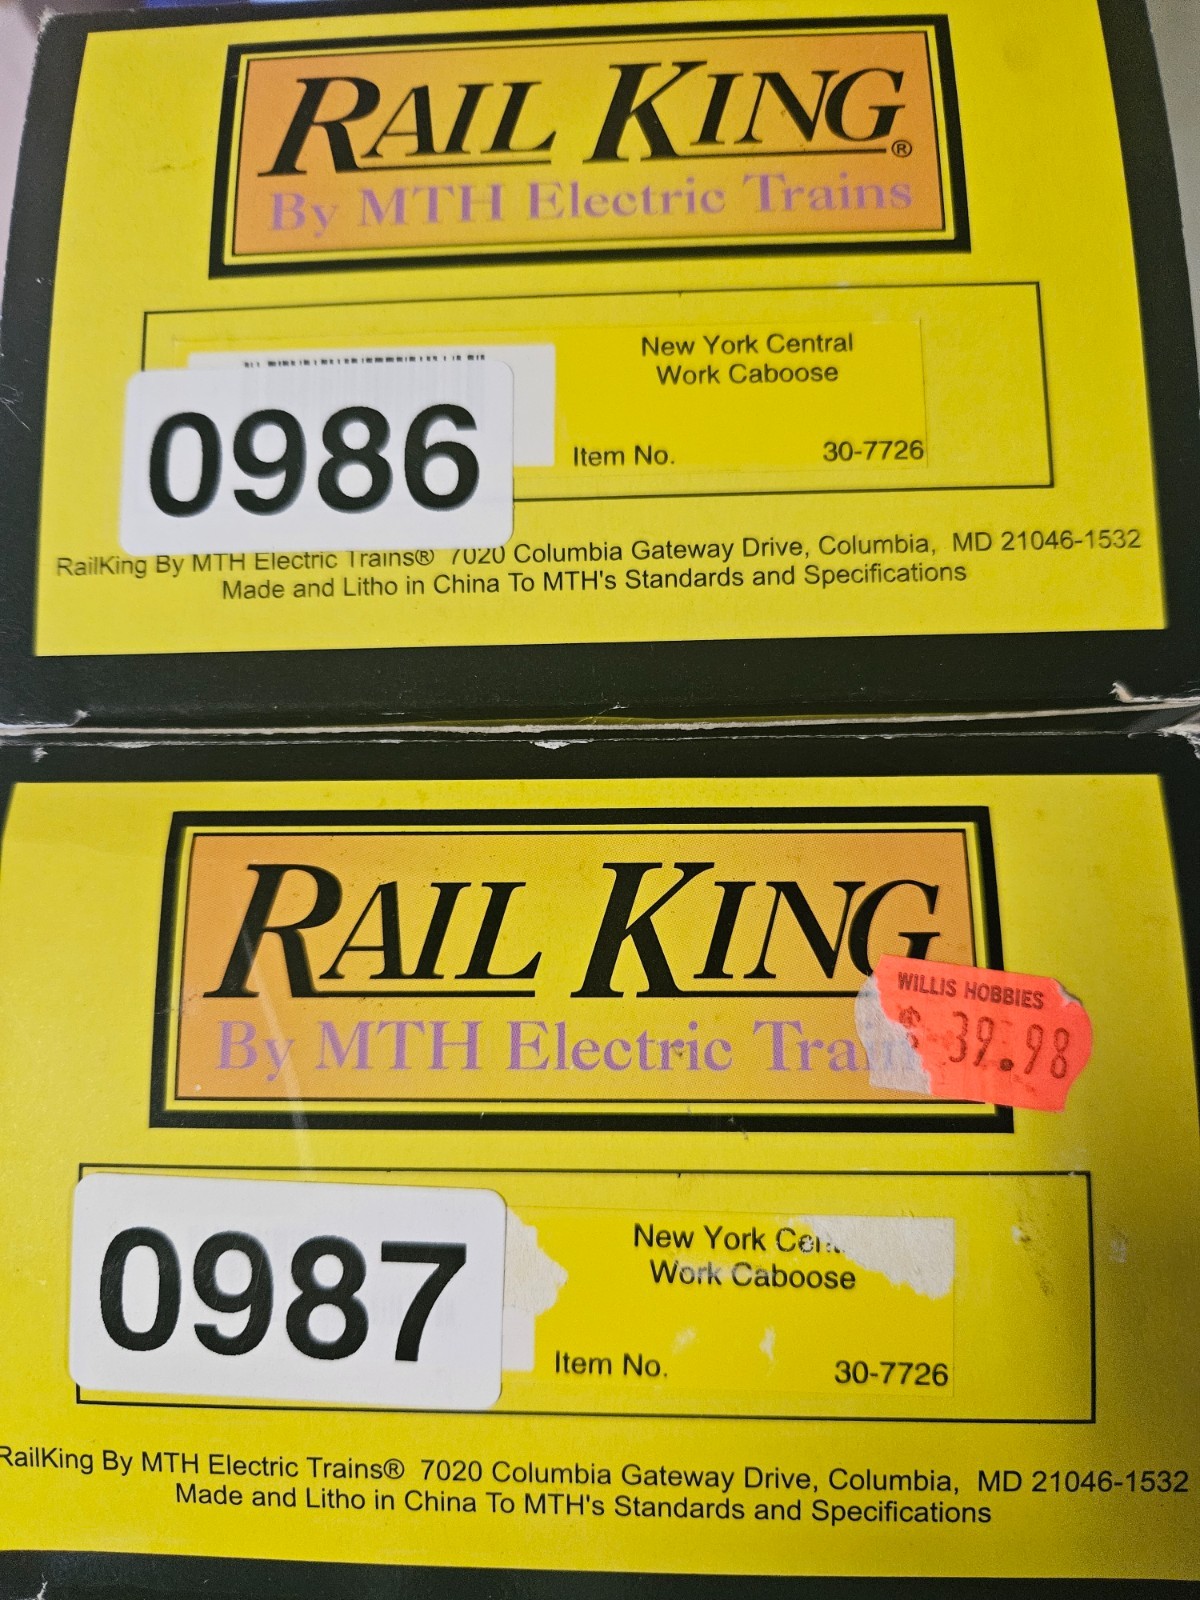 RAIL KING®
By MTH Electric Trains
New York Central
Work Caboose
0986
Item No. 30-7726
RailKing By MTH Electric Trains® 7020 Columbia Gateway Drive, Columbia, MD 21046-1532
Made and Litho in China To MTH's Standards and Specifications
RAIL KING
By MTH Electric Train
WILLIS HOBBIES
$ 39.98
New York Cent
Work Caboose
0987
Item No. 30-7726
RailKing By MTH Electric Trains® 7020 Columbia Gateway Drive, Columbia, MD 21046-1532
Made and Litho in China To MTH's Standards and Specifications